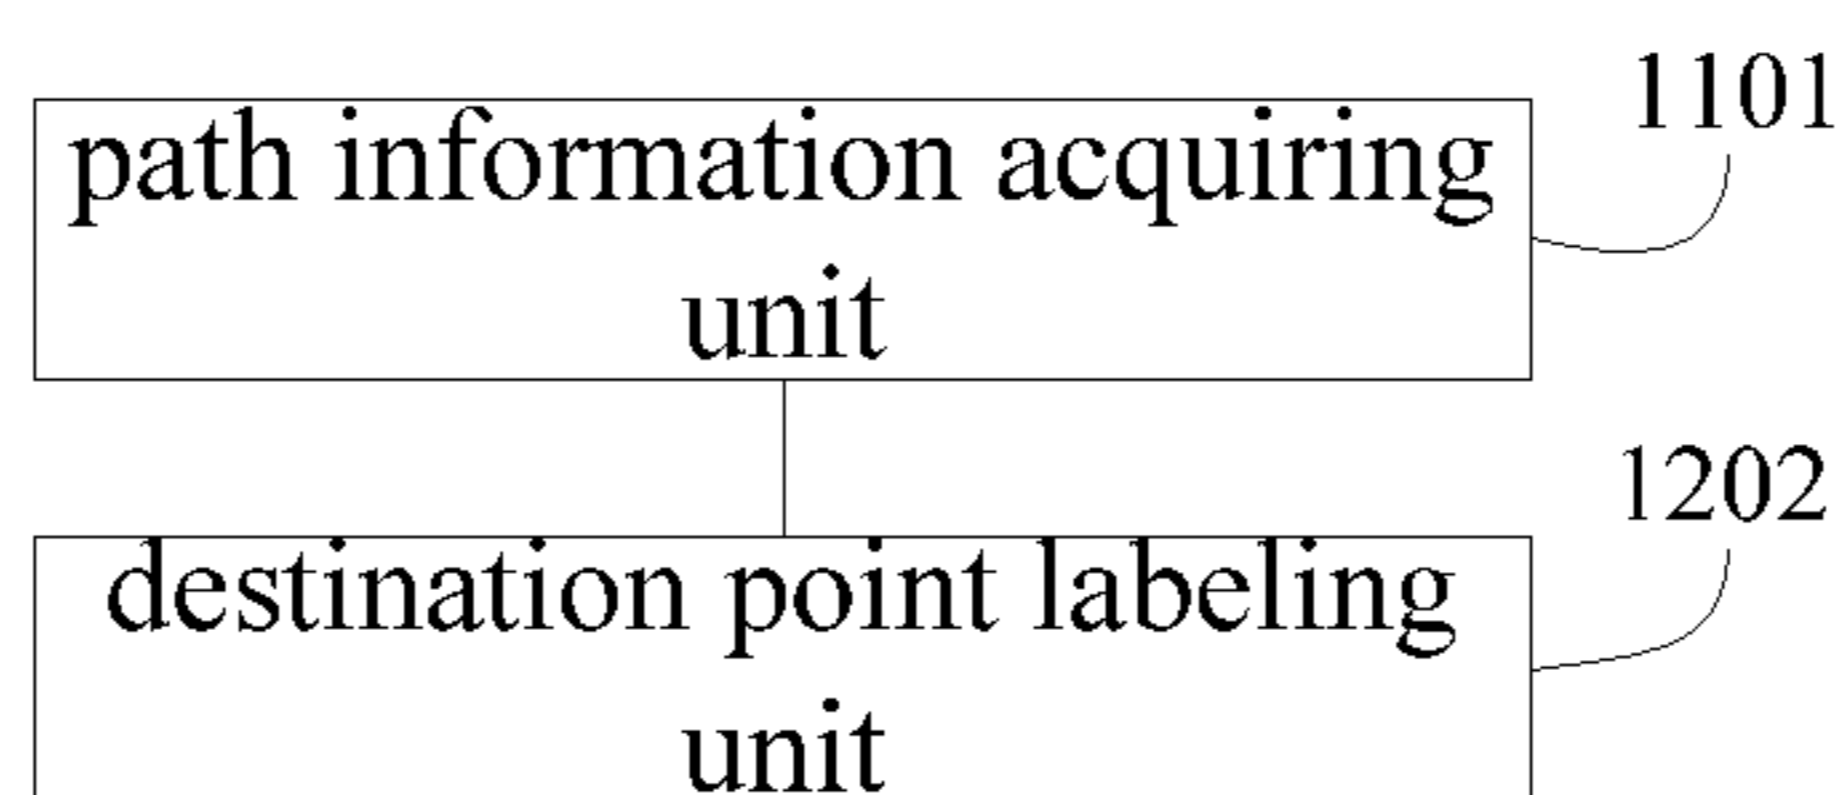 1101
path information acquiring
unit
1202
destination point labeling
unit